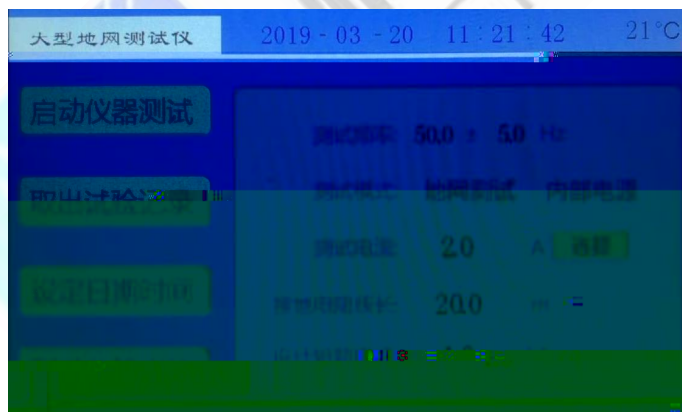 大型地网测试仪 2019-03-20 11:21:42 21°C
启动仪器测试
测试频率: 50.0 ± 5.0 Hz
取出试验记录
测试模式: 地网测试 内部电源
测试电流: 2.0 A 选择
设定日期时间
20.0 m